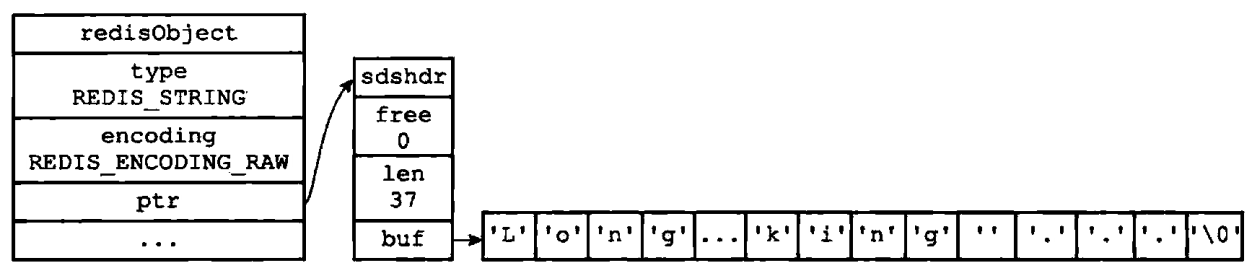 redisObject
type
REDIS_STRING
encoding
REDIS_ENCODING_RAW
ptr
...
sdshdr
free
0
len
37
buf
'L' 'o' 'n' 'g' ... 'k' 'i' 'n' 'g' ' ' '.' '.' '.' '\0'